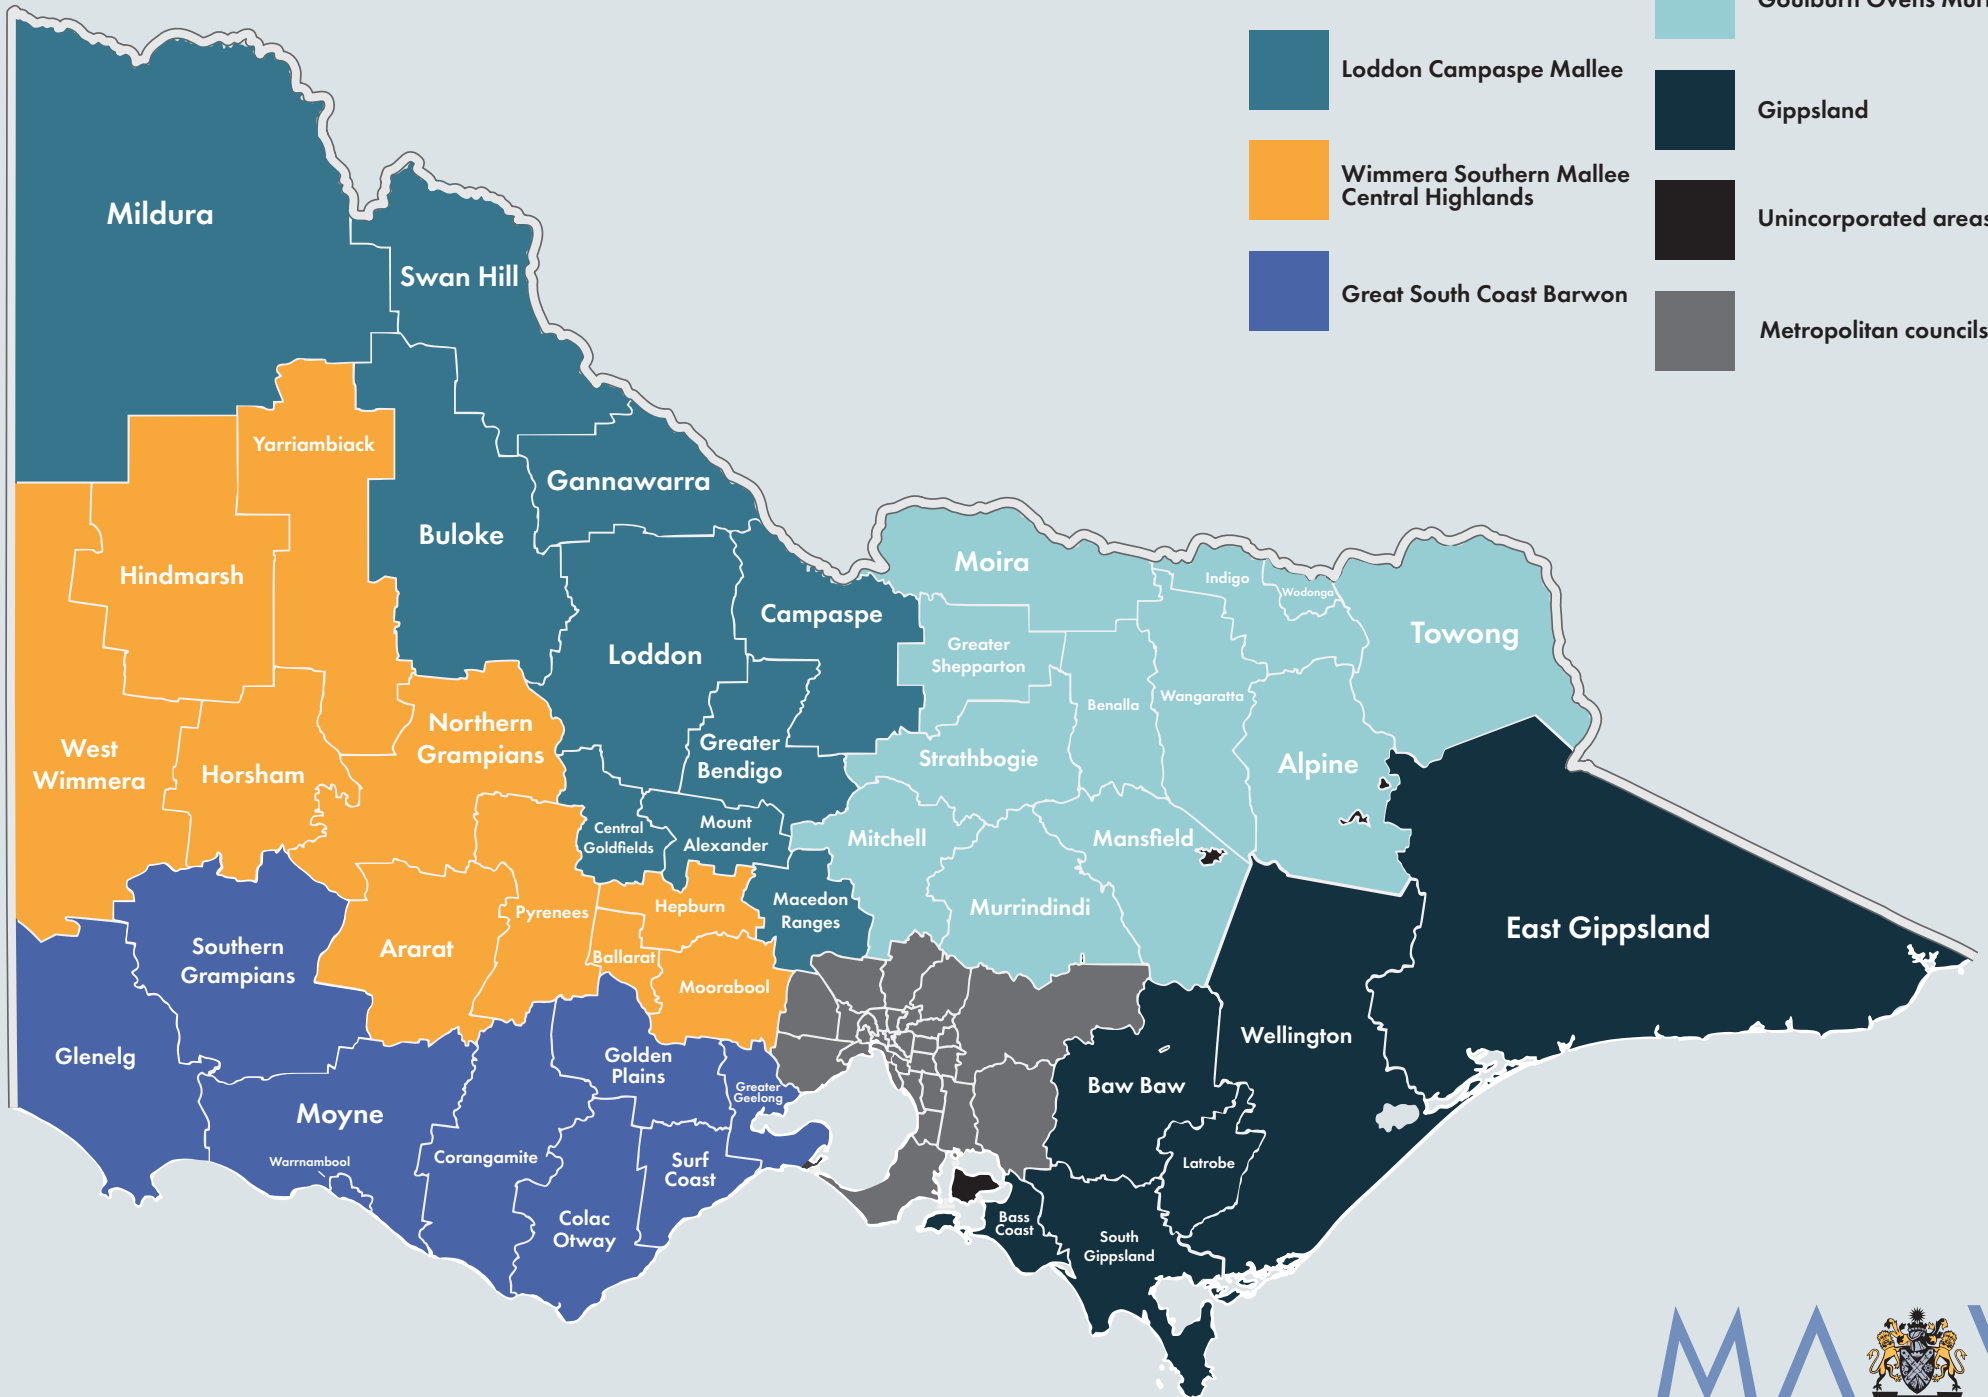 Goulburn Ovens
Loddon Campaspe Mallee
Gippsland
Wimmera Southern Mallee
Central Highlands
Unincorporated areas
Great South Coast Barwon
Metropolitan councils
Mildura
Swan Hill
Yarriambiack
Gannawarra
Buloke
Hindmarsh
Moira
Indigo
Wodonga
Campaspe
Towong
Loddon
Greater
Shepparton
Wangaratta
Benalla
Northern
Grampians
West
Wimmera
Horsham
Greater
Bendigo
Strathbogie
Alpine
Central
Goldfields
Mount
Alexander
Mitchell
Mansfield
Macedon
Ranges
Murrindindi
Hepburn
Pyrenees
East Gippsland
Southern
Grampians
Ararat
Ballarat
Moorabool
Wellington
Glenelg
Golden
Plains
Greater
Geelong
Baw Baw
Moyne
Warrnambool
Corangamite
Surf
Coast
Latrobe
Colac
Otway
Bass
Coast
South
Gippsland
MAV